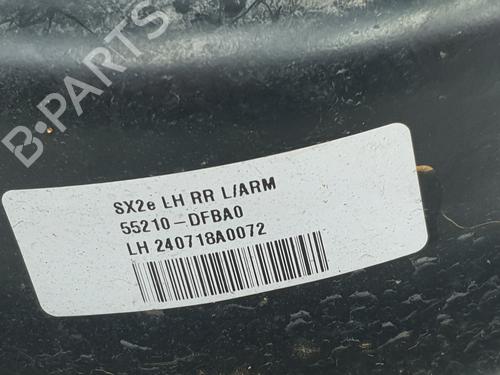 B-PARTS
SX2e LH RR L/ARM
55210-DFBA0
LH 240718A0072